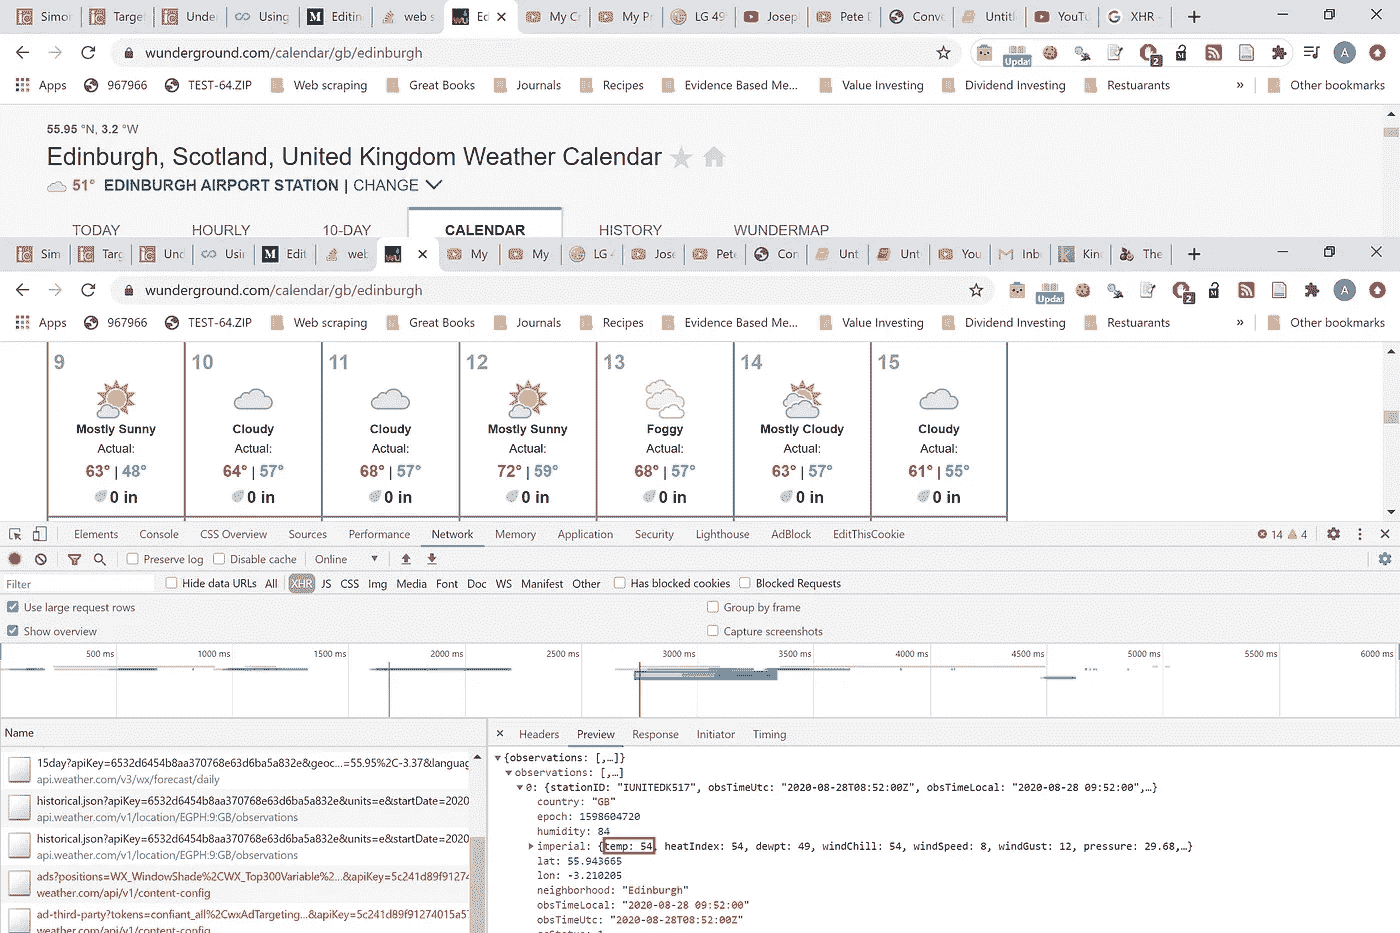 Simor Target Under Using Editin web s Ed My Cr My Pr LG 49 Josep Pete D Conve Untitl YouTu XHR
wunderground.com/calendar/gb/edinburgh Updat 2 A
Apps 967966 TEST-64.ZIP Web scraping Great Books Journals Recipes Evidence Based Me... Value Investing Dividend Investing Restuarants » Other bookmarks
55.95 °N, 3.2 °W
Edinburgh, Scotland, United Kingdom Weather Calendar
51° EDINBURGH AIRPORT STATION | CHANGE
TODAY HOURLY 10-DAY CALENDAR HISTORY WUNDERMAP
Sim Targ Und Usin Edit web My My LG Jose Pete Con Unt Unt You Inb Kin The
wunderground.com/calendar/gb/edinburgh Updat 2 A
Apps 967966 TEST-64.ZIP Web scraping Great Books Journals Recipes Evidence Based Me... Value Investing Dividend Investing Restuarants » Other bookmarks
9 10 11 12 13 14 15
Mostly Sunny Cloudy Cloudy Mostly Sunny Foggy Mostly Cloudy Cloudy
Actual: Actual: Actual: Actual: Actual: Actual: Actual:
63° | 48° 64° | 57° 68° | 57° 72° | 59° 68° | 57° 63° | 57° 61° | 55°
0 in 0 in 0 in 0 in 0 in 0 in 0 in
Elements Console CSS Overview Sources Performance Network Memory Application Security Lighthouse AdBlock EditThisCookie 14 4
Preserve log Disable cache Online
Filter Hide data URLs All XHR JS CSS Img Media Font Doc WS Manifest Other Has blocked cookies Blocked Requests
Use large request rows Group by frame
Show overview Capture screenshots
500 ms 1000 ms 1500 ms 2000 ms 2500 ms 3000 ms 3500 ms 4000 ms 4500 ms 5000 ms 5500 ms 6000 ms
Name Headers Preview Response Initiator Timing
15day?apiKey=6532d6454b8aa370768e63d6ba5a832e&geoc...=55.95%2C-3.37&languag
api.weather.com/v3/wx/forecast/daily
historical.json?apiKey=6532d6454b8aa370768e63d6ba5a832e&units=e&startDate=2020
api.weather.com/v1/location/EGPH:9:GB/observations
historical.json?apiKey=6532d6454b8aa370768e63d6ba5a832e&units=e&startDate=2020
api.weather.com/v1/location/EGPH:9:GB/observations
ads?positions=WX_WindowShade%2CWX_Top300Variable%2...&apiKey=5c241d89f91274
weather.com/api/v1/content-config
ad-third-party?tokens=confiant_all%2CwxAdTargeting...&apiKey=5c241d89f91274015a57
weather.com/api/v1/content-config
{observations: [,…]}
observations: [,…]
0: {stationID: "IUNITEDK517", obsTimeUtc: "2020-08-28T08:52:00Z", obsTimeLocal: "2020-08-28 09:52:00",…}
country: "GB"
epoch: 1598604720
humidity: 84
imperial: {temp: 54, heatIndex: 54, dewpt: 49, windChill: 54, windSpeed: 8, windGust: 12, pressure: 29.68,…}
lat: 55.943665
lon: -3.210205
neighborhood: "Edinburgh"
obsTimeLocal: "2020-08-28 09:52:00"
obsTimeUtc: "2020-08-28T08:52:00Z"